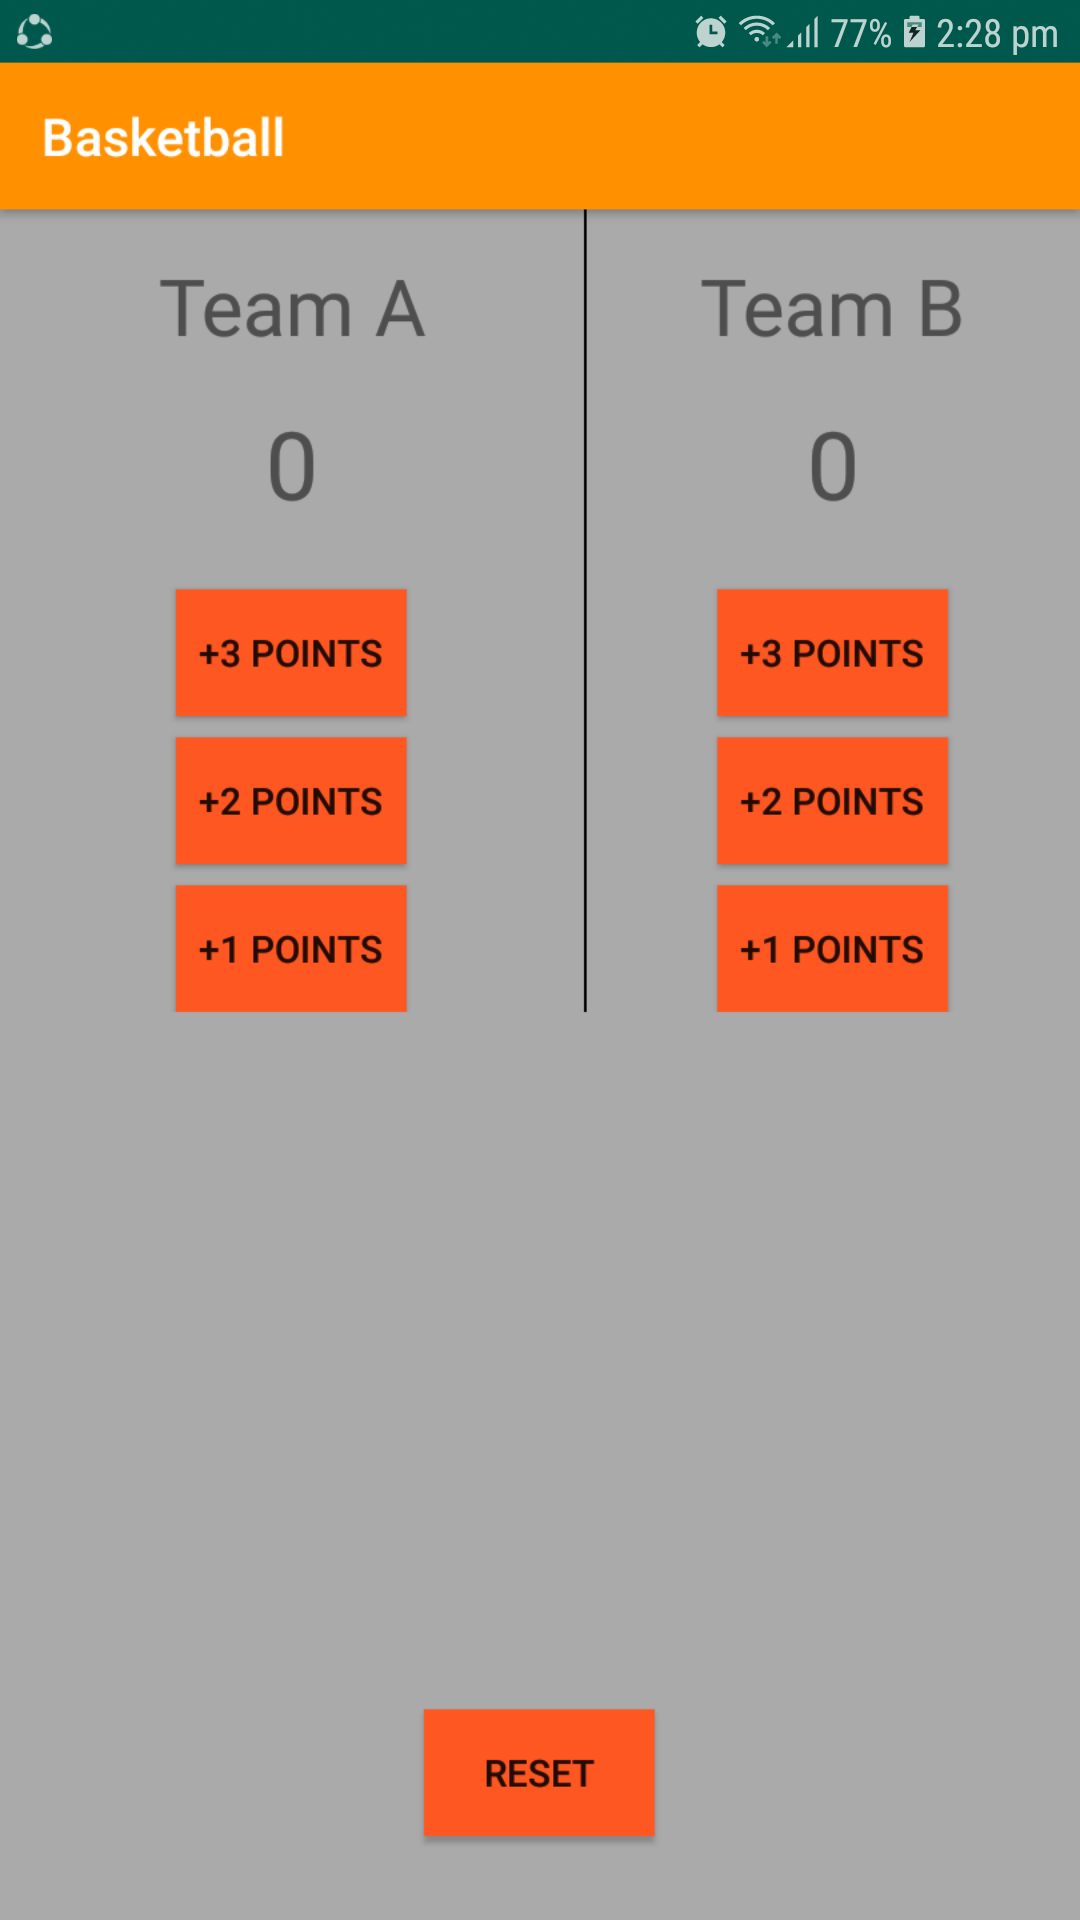 77% 2:28 pm
Basketball
Team A
0
+3 POINTS
+2 POINTS
+1 POINTS
Team B
0
+3 POINTS
+2 POINTS
+1 POINTS
RESET